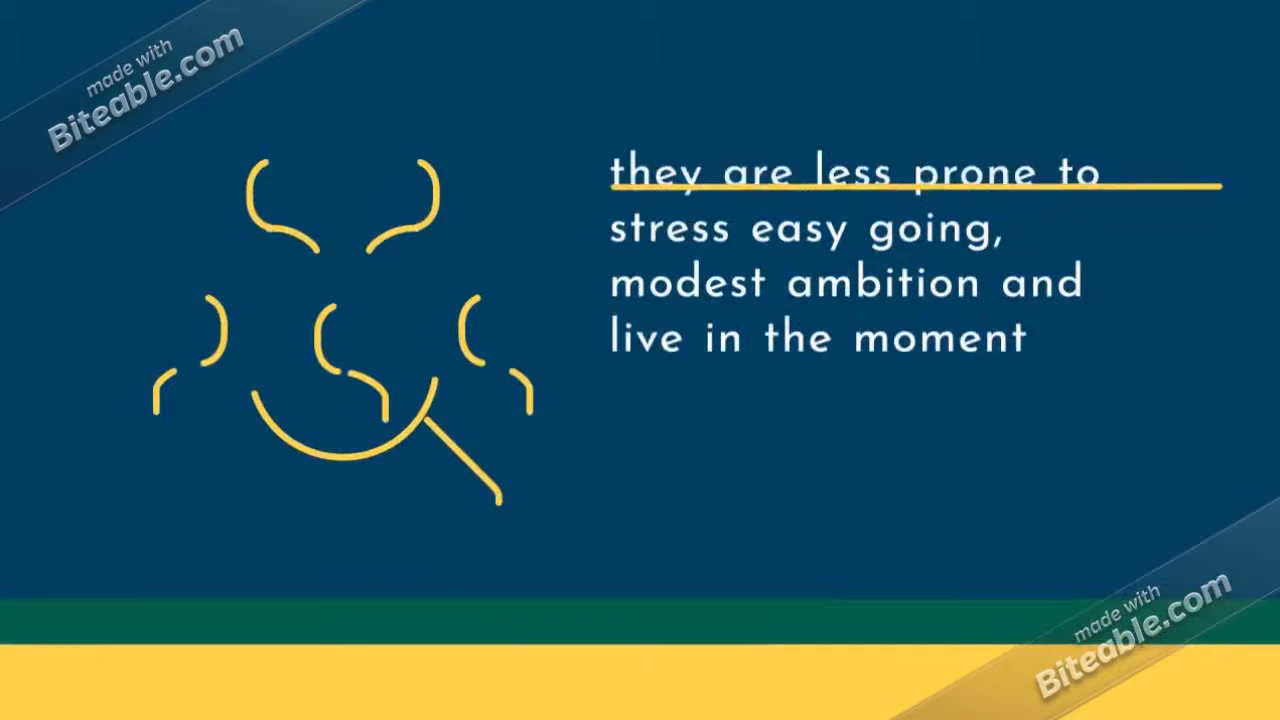 made with
Biteable.com
they are less prone to
stress easy going,
modest ambition and
live in the moment
made with
Biteable.com